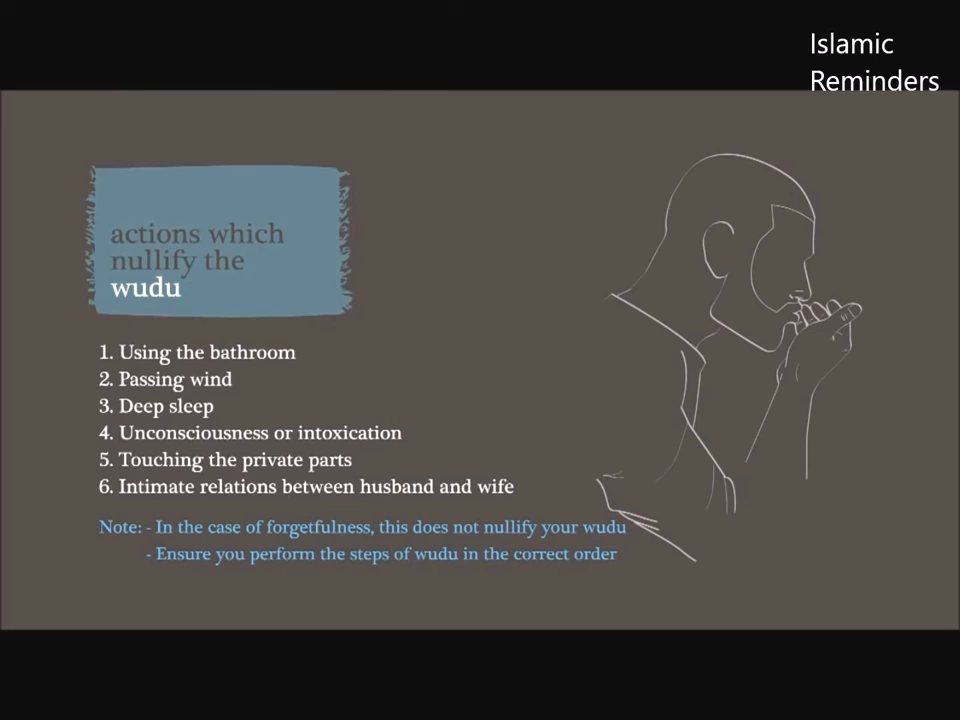 Islamic
Reminders
actions which
nullify the
wudu
1. Using the bathroom
2. Passing wind
3. Deep sleep
4. Unconsciousness or intoxication
5. Touching the private parts
6. Intimate relations between husband and wife
Note: - In the case of forgetfulness, this does not nullify your wudu
- Ensure you perform the steps of wudu in the correct order